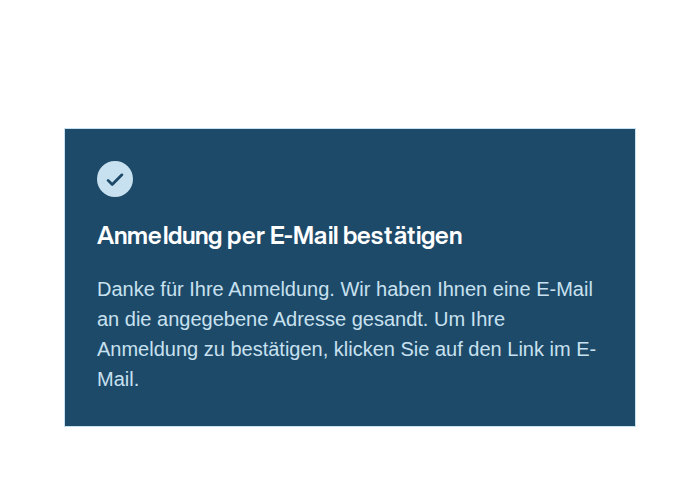 Anmeldung per E-Mail bestätigen
Danke für Ihre Anmeldung. Wir haben Ihnen eine E-Mail
an die angegebene Adresse gesandt. Um Ihre
Anmeldung zu bestätigen, klicken Sie auf den Link im E-
Mail.